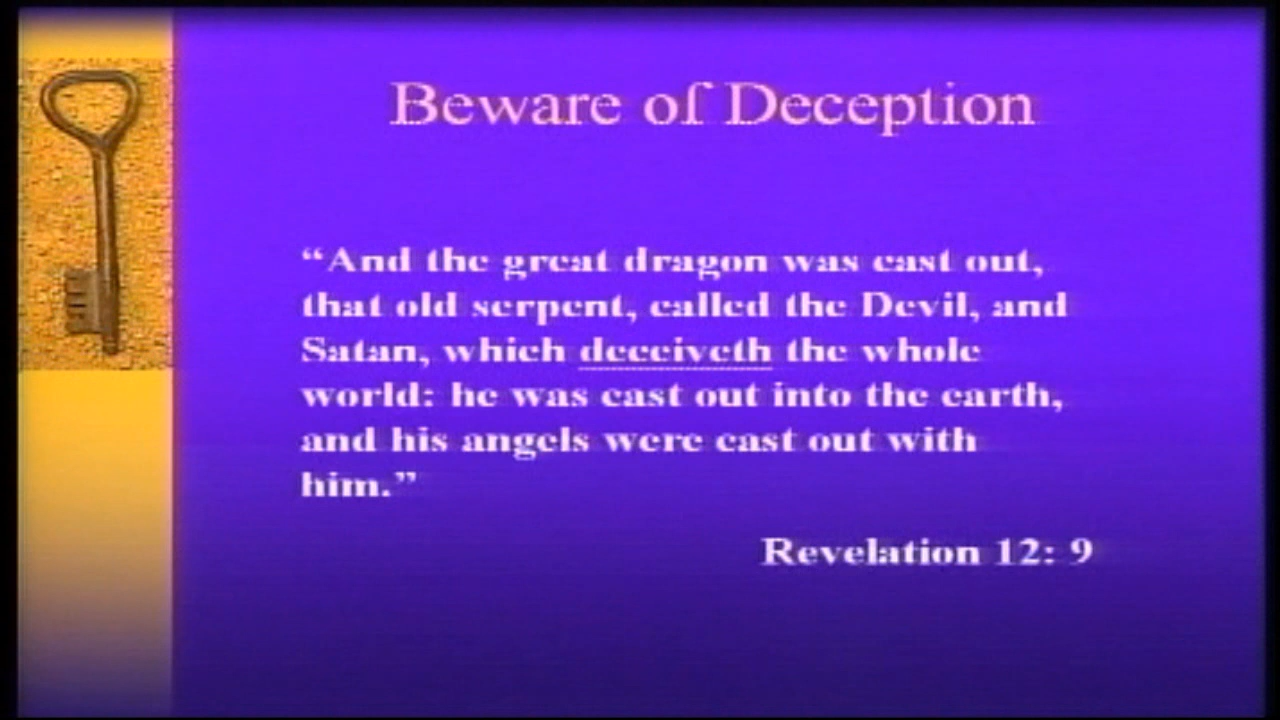 Beware of Deception
“And the great dragon was cast out,
that old serpent, called the Devil, and
Satan, which deceiveth the whole
world: he was cast out into the earth,
and his angels were cast out with
him.”
Revelation 12: 9